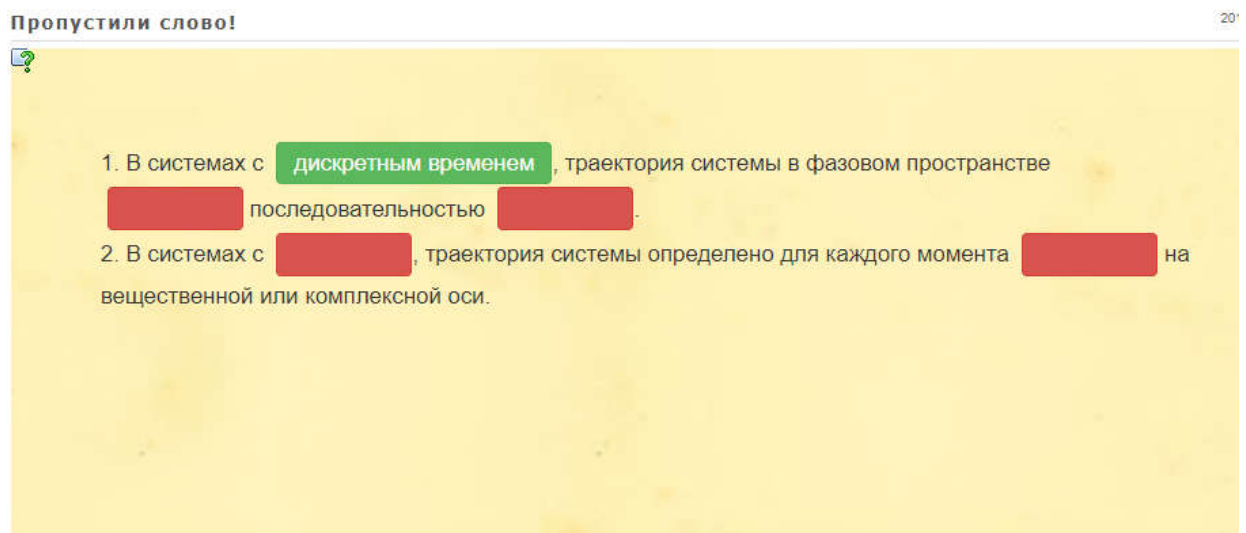 Пропустили слово!
201
1. В системах с дискретным временем, траектория системы в фазовом пространстве
последовательностью .
2. В системах с , траектория системы определено для каждого момента на
вещественной или комплексной оси.